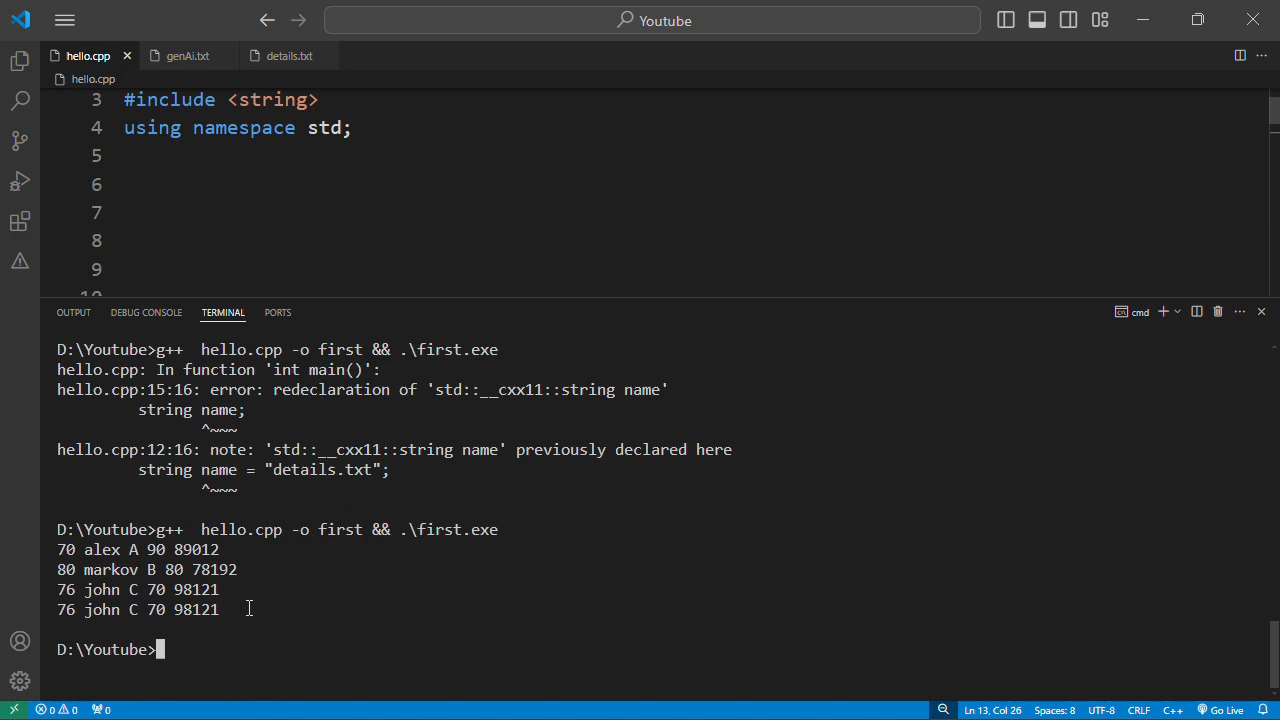 Youtube
hello.cpp
genAi.txt
details.txt
hello.cpp
3 #include <string>
4 using namespace std;
5
6
7
8
9
10
OUTPUT DEBUG CONSOLE TERMINAL PORTS
cmd
D:\Youtube>g++  hello.cpp -o first && .\first.exe
hello.cpp: In function 'int main()':
hello.cpp:15:16: error: redeclaration of 'std::__cxx11::string name'
         string name;
                ^~~~
hello.cpp:12:16: note: 'std::__cxx11::string name' previously declared here
         string name = "details.txt";
                ^~~~
D:\Youtube>g++  hello.cpp -o first && .\first.exe
70 alex A 90 89012
80 markov B 80 78192
76 john C 70 98121
76 john C 70 98121
D:\Youtube>
0 0 0 Ln 13, Col 26 Spaces: 8 UTF-8 CRLF C++ Go Live